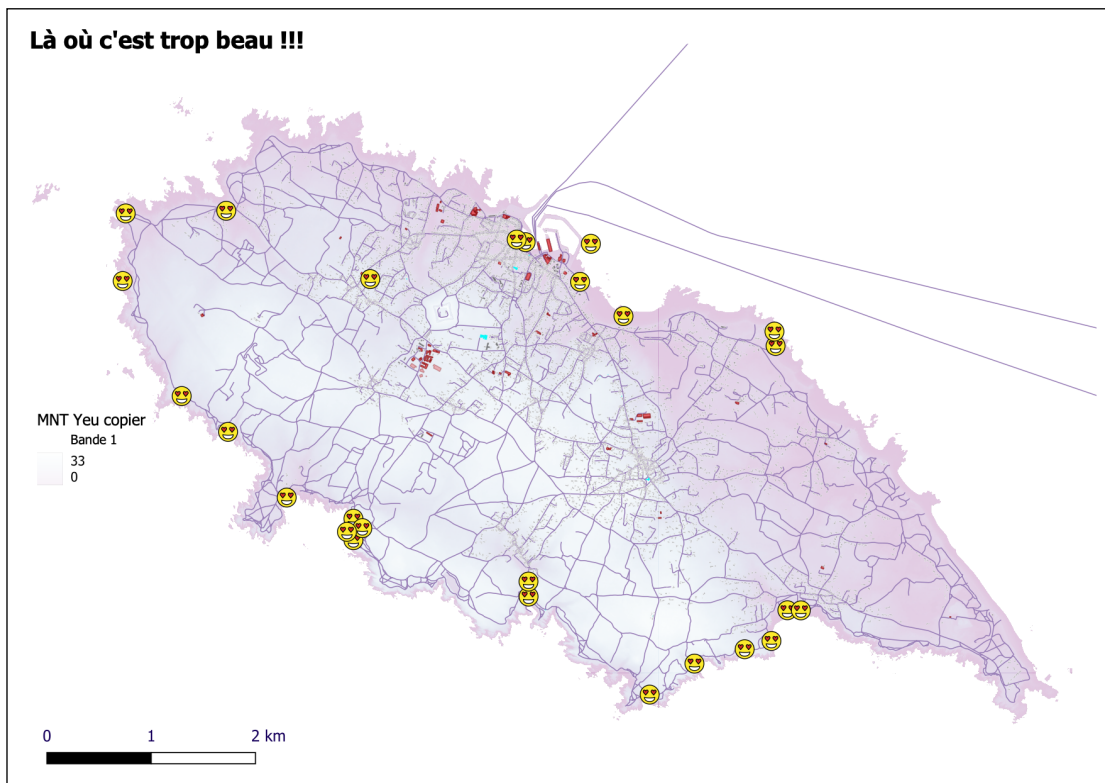 Là où c'est trop beau !!!
MNT Yeu copier
Bande 1
33
0
0 1 2 km